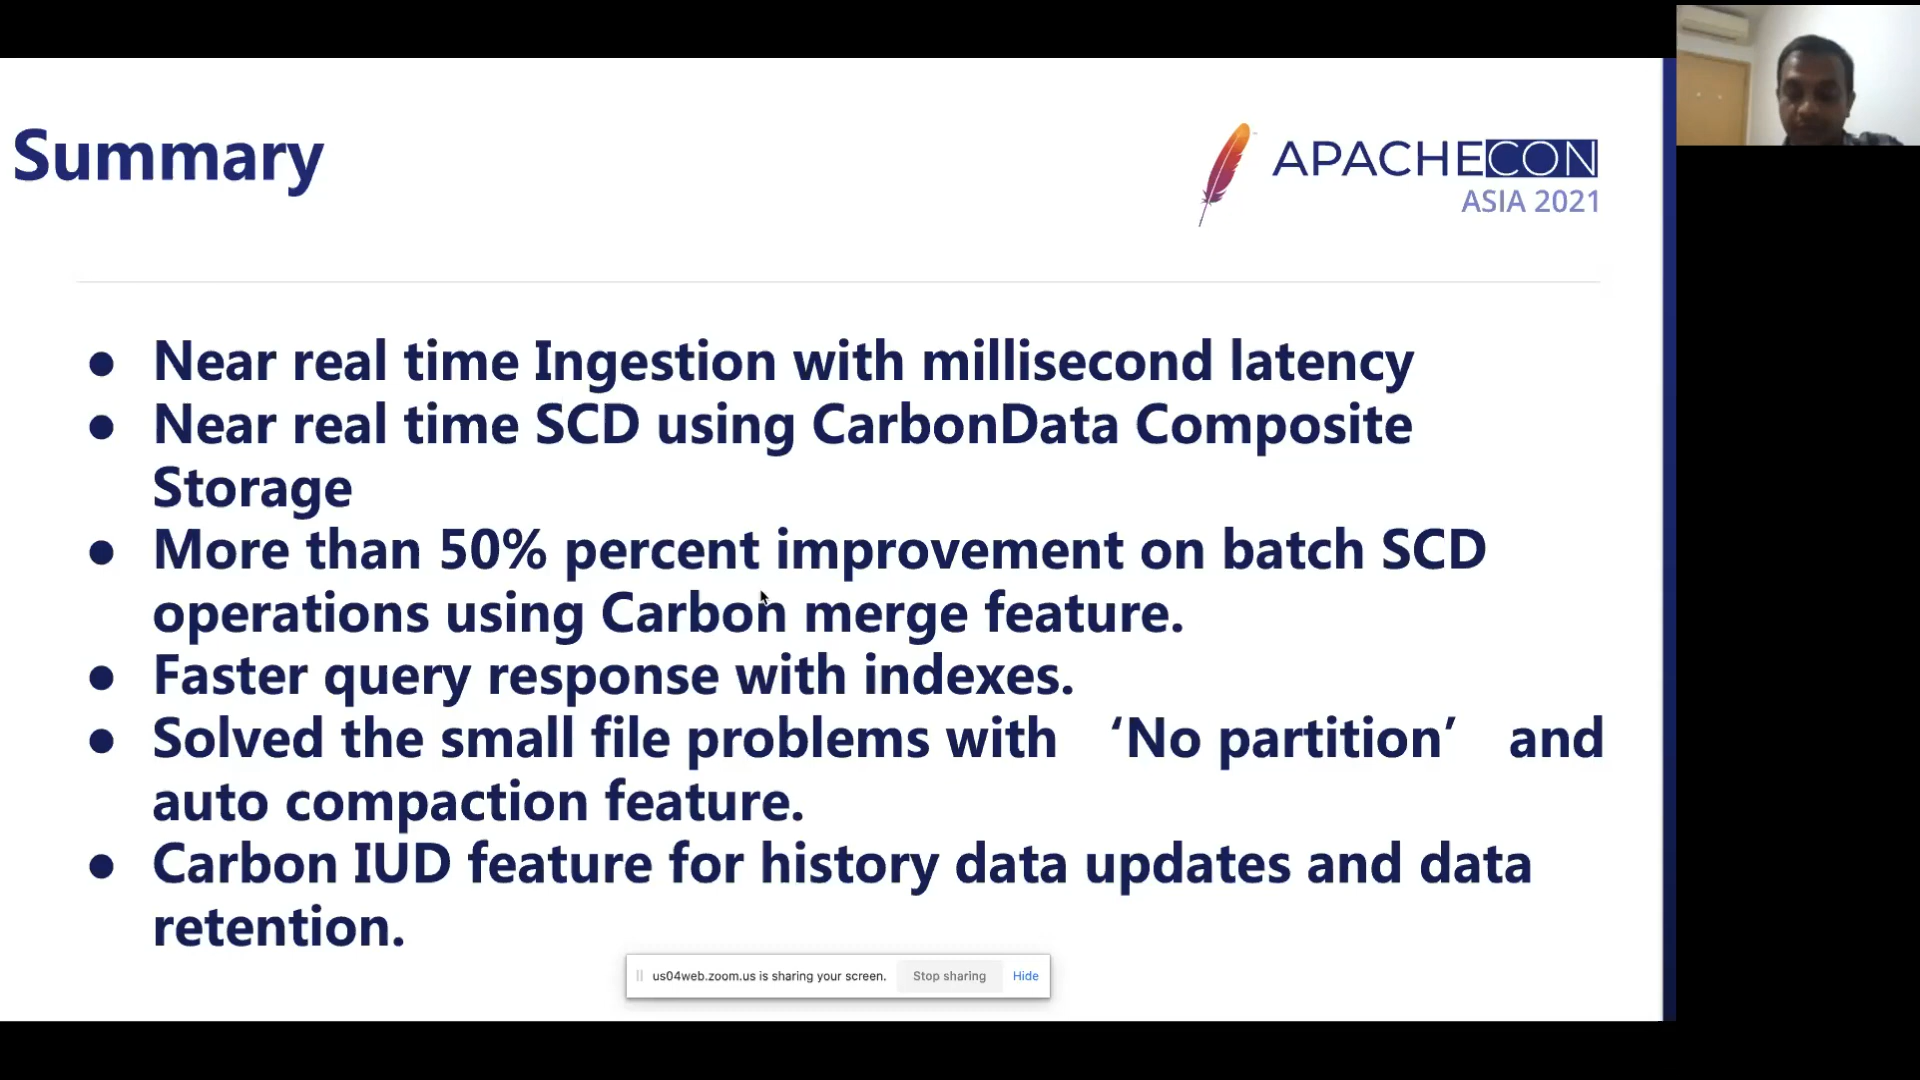 Summary
APACHECON
ASIA 2021
● Near real time Ingestion with millisecond latency
● Near real time SCD using CarbonData Composite
Storage
● More than 50% percent improvement on batch SCD
operations using Carbon merge feature.
● Faster query response with indexes.
● Solved the small file problems with ‘No partition’ and
auto compaction feature.
● Carbon IUD feature for history data updates and data
retention.
us04web.zoom.us is sharing your screen. Stop sharing Hide